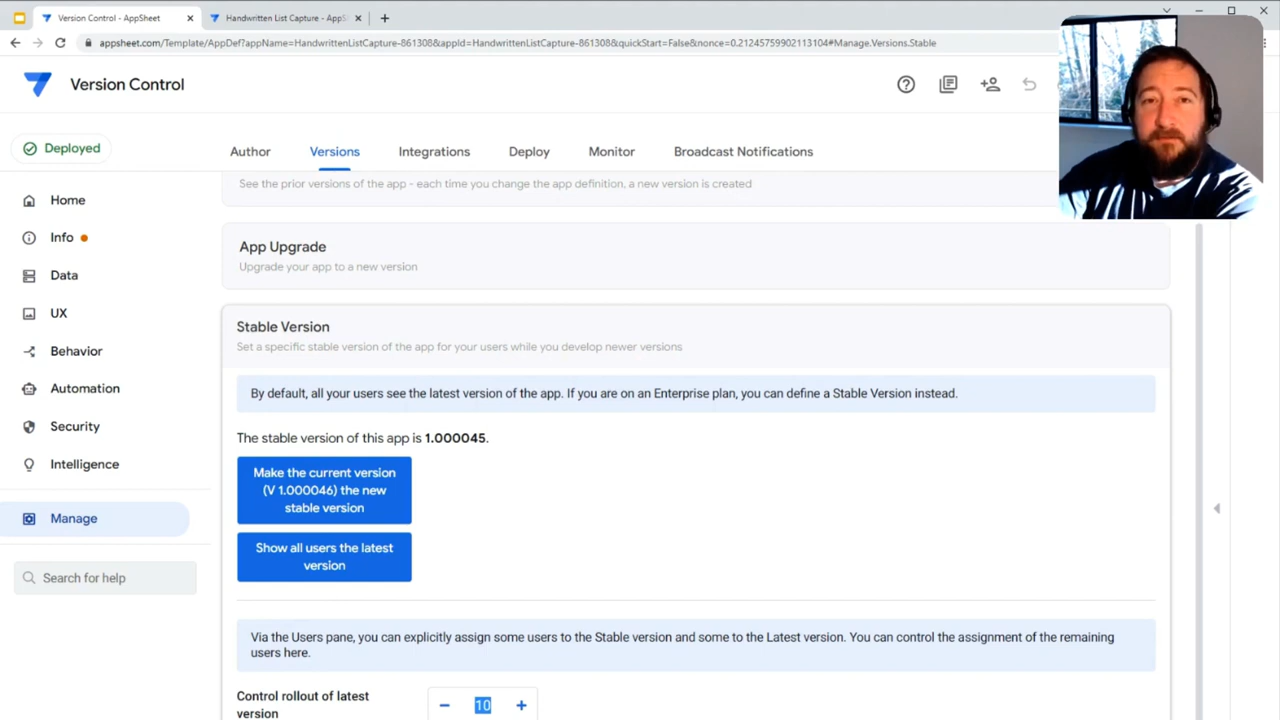 Version Control - AppSheet
Handwritten List Capture - AppS
appsheet.com/Template/AppDef?appName=HandwrittenListCapture-861308&appId=HandwrittenListCapture-861308&quickStart=False&nonce=0.21245759902113104#Manage.Versions.Stable
Version Control
Deployed
Author
Versions
Integrations
Deploy
Monitor
Broadcast Notifications
Home
Info
Data
UX
Behavior
Automation
Security
Intelligence
Manage
Search for help
See the prior versions of the app - each time you change the app definition, a new version is created
App Upgrade
Upgrade your app to a new version
Stable Version
Set a specific stable version of the app for your users while you develop newer versions
By default, all your users see the latest version of the app. If you are on an Enterprise plan, you can define a Stable Version instead.
The stable version of this app is 1.000045.
Make the current version
(V 1.000046) the new
stable version
Show all users the latest
version
Via the Users pane, you can explicitly assign some users to the Stable version and some to the Latest version. You can control the assignment of the remaining
users here.
Control rollout of latest
version
10